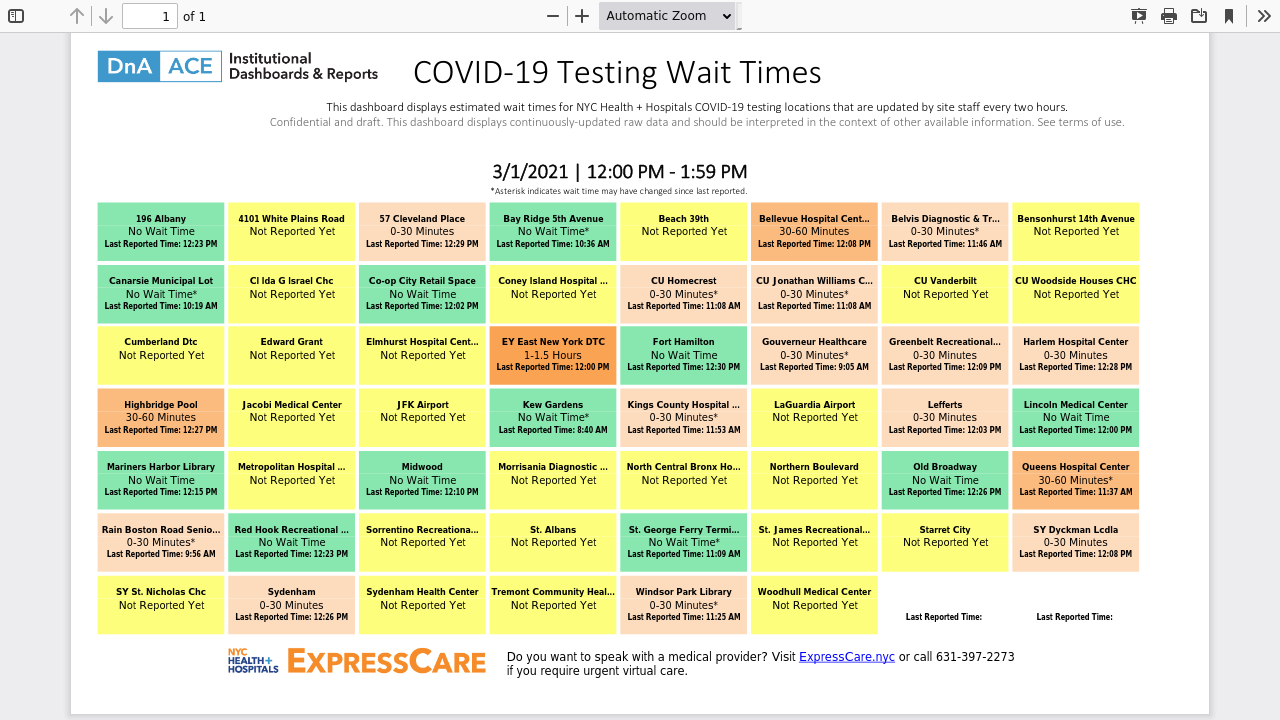 1 of 1 Automatic Zoom
DnA ACE Institutional
Dashboards & Reports
COVID-19 Testing Wait Times
This dashboard displays estimated wait times for NYC Health + Hospitals COVID-19 testing locations that are updated by site staff every two hours.
Confidential and draft. This dashboard displays continuously-updated raw data and should be interpreted in the context of other available information. See terms of use.
3/1/2021 | 12:00 PM - 1:59 PM
*Asterisk indicates wait time may have changed since last reported.
196 Albany
No Wait Time
Last Reported Time: 12:23 PM
4101 White Plains Road
Not Reported Yet
57 Cleveland Place
0-30 Minutes
Last Reported Time: 12:29 PM
Bay Ridge 5th Avenue
No Wait Time*
Last Reported Time: 10:36 AM
Beach 39th
Not Reported Yet
Bellevue Hospital Cent...
30-60 Minutes
Last Reported Time: 12:08 PM
Belvis Diagnostic & Tr...
0-30 Minutes*
Last Reported Time: 11:46 AM
Bensonhurst 14th Avenue
Not Reported Yet
Canarsie Municipal Lot
No Wait Time*
Last Reported Time: 10:19 AM
CI Ida G Israel Chc
Not Reported Yet
Co-op City Retail Space
No Wait Time
Last Reported Time: 12:02 PM
Coney Island Hospital ...
Not Reported Yet
CU Homecrest
0-30 Minutes*
Last Reported Time: 11:08 AM
CU Jonathan Williams C...
0-30 Minutes*
Last Reported Time: 11:08 AM
CU Vanderbilt
Not Reported Yet
CU Woodside Houses CHC
Not Reported Yet
Cumberland Dtc
Not Reported Yet
Edward Grant
Not Reported Yet
Elmhurst Hospital Cent...
Not Reported Yet
EY East New York DTC
1-1.5 Hours
Last Reported Time: 12:00 PM
Fort Hamilton
No Wait Time
Last Reported Time: 12:30 PM
Gouverneur Healthcare
0-30 Minutes*
Last Reported Time: 9:05 AM
Greenbelt Recreational...
0-30 Minutes
Last Reported Time: 12:09 PM
Harlem Hospital Center
0-30 Minutes
Last Reported Time: 12:28 PM
Highbridge Pool
30-60 Minutes
Last Reported Time: 12:27 PM
Jacobi Medical Center
Not Reported Yet
JFK Airport
Not Reported Yet
Kew Gardens
No Wait Time*
Last Reported Time: 8:40 AM
Kings County Hospital ...
0-30 Minutes*
Last Reported Time: 11:53 AM
LaGuardia Airport
Not Reported Yet
Lefferts
0-30 Minutes
Last Reported Time: 12:03 PM
Lincoln Medical Center
No Wait Time
Last Reported Time: 12:00 PM
Mariners Harbor Library
No Wait Time
Last Reported Time: 12:15 PM
Metropolitan Hospital ...
Not Reported Yet
Midwood
No Wait Time
Last Reported Time: 12:10 PM
Morrisania Diagnostic ...
Not Reported Yet
North Central Bronx Ho...
Not Reported Yet
Northern Boulevard
Not Reported Yet
Old Broadway
No Wait Time
Last Reported Time: 12:26 PM
Queens Hospital Center
30-60 Minutes*
Last Reported Time: 11:37 AM
Rain Boston Road Senio...
0-30 Minutes*
Last Reported Time: 9:56 AM
Red Hook Recreational ...
No Wait Time
Last Reported Time: 12:23 PM
Sorrentino Recreationa...
Not Reported Yet
St. Albans
Not Reported Yet
St. George Ferry Termi...
No Wait Time*
Last Reported Time: 11:09 AM
St. James Recreational...
Not Reported Yet
Starret City
Not Reported Yet
SY Dyckman Lcdla
0-30 Minutes
Last Reported Time: 12:08 PM
SY St. Nicholas Chc
Not Reported Yet
Sydenham
0-30 Minutes
Last Reported Time: 12:26 PM
Sydenham Health Center
Not Reported Yet
Tremont Community Heal...
Not Reported Yet
Windsor Park Library
0-30 Minutes*
Last Reported Time: 11:25 AM
Woodhull Medical Center
Not Reported Yet
Last Reported Time:
Last Reported Time:
NYC
HEALTH+
HOSPITALS
EXPRESSCARE
Do you want to speak with a medical provider? Visit ExpressCare.nyc or call 631-397-2273
if you require urgent virtual care.